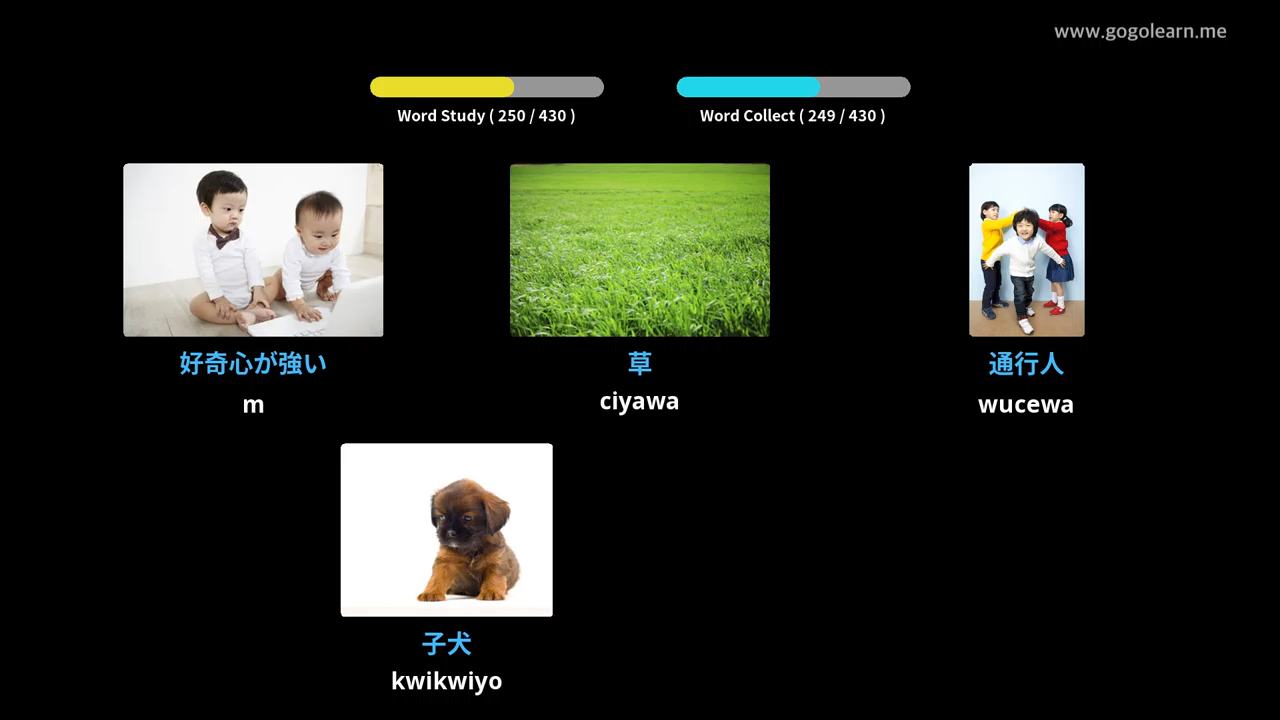 www.gogolearn.me
Word Study ( 250 / 430 )
Word Collect ( 249 / 430 )
好奇心が強い
m
草
ciyawa
通行人
wucewa
子犬
kwikwiyo